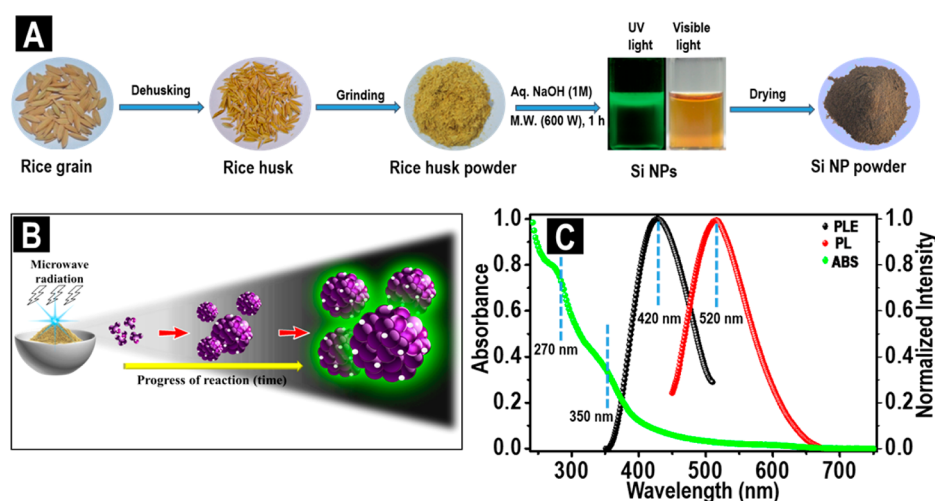 A
Dehusking
Grinding
Aq. NaOH (1M)
M.W. (600 W), 1 h
UV
light
Visible
light
Drying
Rice grain
Rice husk
Rice husk powder
Si NPs
Si NP powder
B
Microwave
radiation
Progress of reaction (time)
C
PLE
PL
ABS
270 nm
350 nm
420 nm
520 nm
Absorbance
1.0
0.8
0.6
0.4
0.2
0.0
Normalized Intensity
1.0
0.8
0.6
0.4
0.2
0.0
300 400 500 600 700
Wavelength (nm)